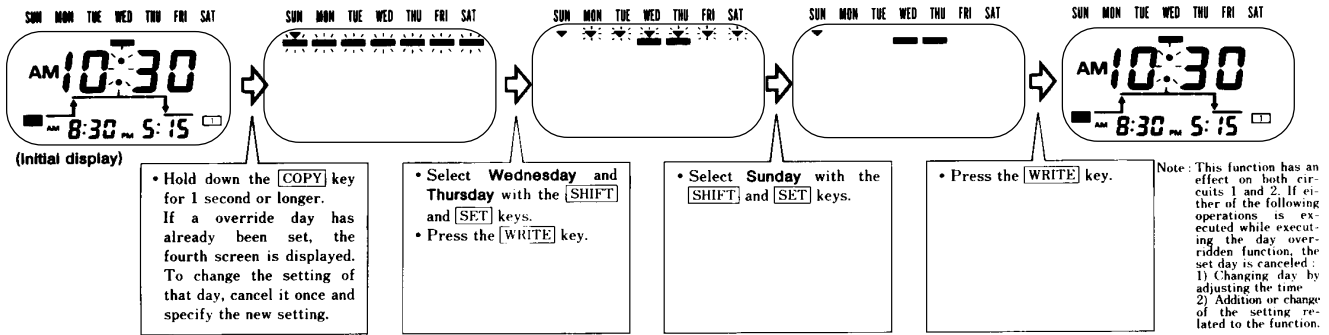 SUN MON TUE WED THU FRI SAT
AM 10:30
AM 8:30 PM 5:15 1
(Initial display)
SUN MON TUE WED THU FRI SAT
SUN MON TUE WED THU FRI SAT
SUN MON TUE WED THU FRI SAT
SUN MON TUE WED THU FRI SAT
AM 10:30
AM 8:30 PM 5:15 1
• Hold down the COPY key
for 1 second or longer.
If a override day has
already been set, the
fourth screen is displayed.
To change the setting of
that day, cancel it once and
specify the new setting.
• Select Wednesday and
Thursday with the SHIFT
and SET keys.
• Press the WRITE key.
• Select Sunday with the
SHIFT and SET keys.
• Press the WRITE key.
Note : This function has an
effect on both cir-
cuits 1 and 2. If ei-
ther of the following
operations is ex-
ecuted while execut-
ing the day over-
ridden function, the
set day is canceled :
1) Changing day by
adjusting the time
2) Addition or change
of the setting re-
lated to the function.